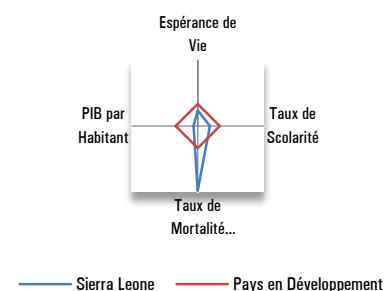 Espérance de
Vie
PIB par
Habitant
Taux de
Scolarité
Taux de
Mortalité...
Sierra Leone
Pays en Développement